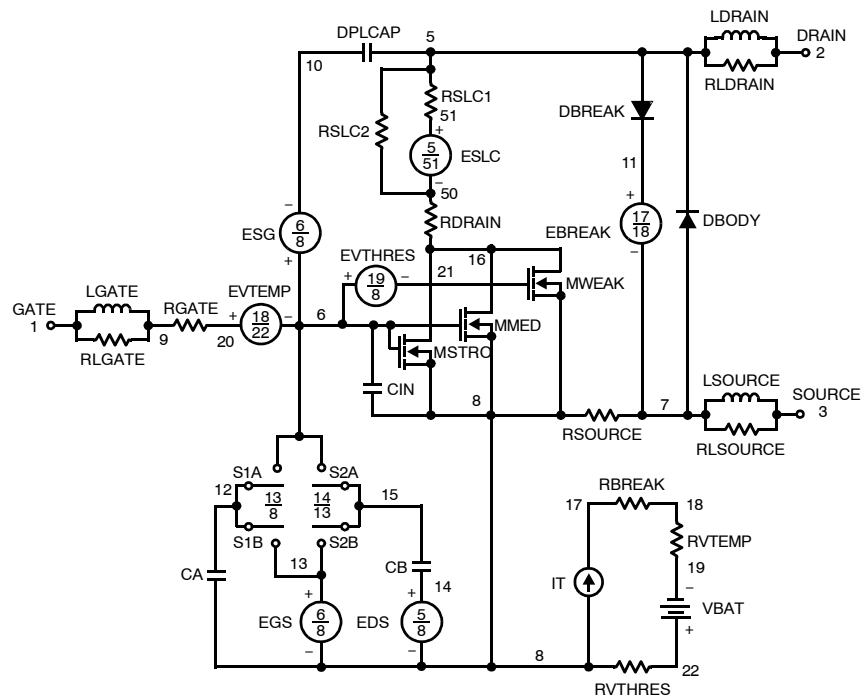 LDRAIN
DPLCAP 5 DRAIN
10 2
RSLC1 RLDRAIN
51 DBREAK
RSLC2 +
5
51 ESLC
11
−
50
− +
RDRAIN 17
18
6
8
ESG EBREAK DBODY
+ EVTHRES 16 −
+ 19
8 − 21 MWEAK
LGATE EVTEMP
GATE RGATE + 18
22 − 6 MMED
1 9 20 MSTRO
RLGATE LSOURCE
CIN 8 7 SOURCE
3
RSOURCE RLSOURCE
S1A S2A RBREAK
12 13
8 14
13 15 17 18
S1B S2B RVTEMP
13 CB 19
CA 14 IT −
+ + VBAT
EGS 6
8 EDS 5
8 +
− − 8 22
RVTHRES